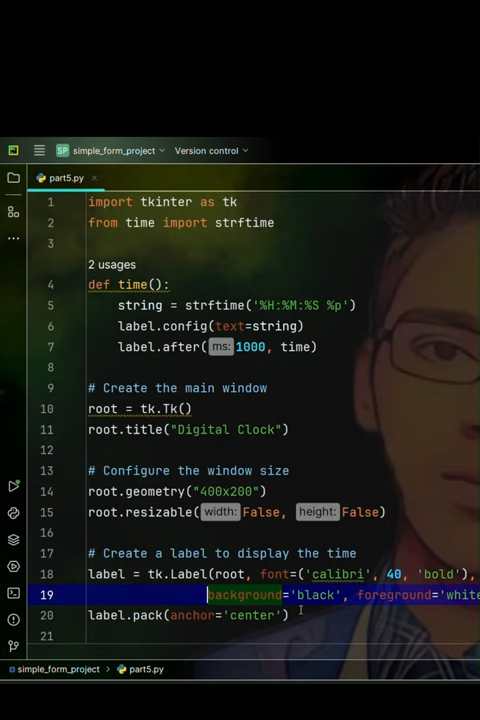 SP simple_form_project Version control
part5.py
1 import tkinter as tk
2 from time import strftime
3
2 usages
4 def time():
5 string = strftime('%H:%M:%S %p')
6 label.config(text=string)
7 label.after( ms: 1000, time)
8
9 # Create the main window
10 root = tk.Tk()
11 root.title("Digital Clock")
12
13 # Configure the window size
14 root.geometry("400x200")
15 root.resizable( width: False, height: False)
16
17 # Create a label to display the time
18 label = tk.Label(root, font=('calibri', 40, 'bold'),
19 background='black', foreground='white
20 label.pack(anchor='center')
21
simple_form_project > part5.py